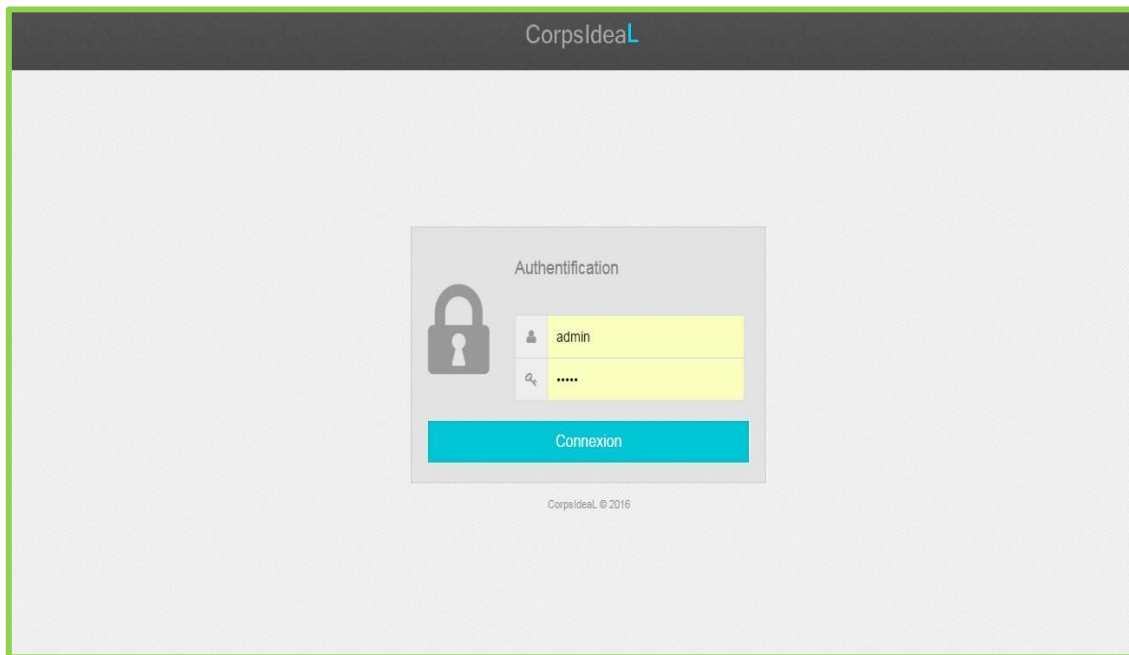 CorpsIdeaL
Authentification
admin
•••••
Connexion
CorpsIdeaL © 2016